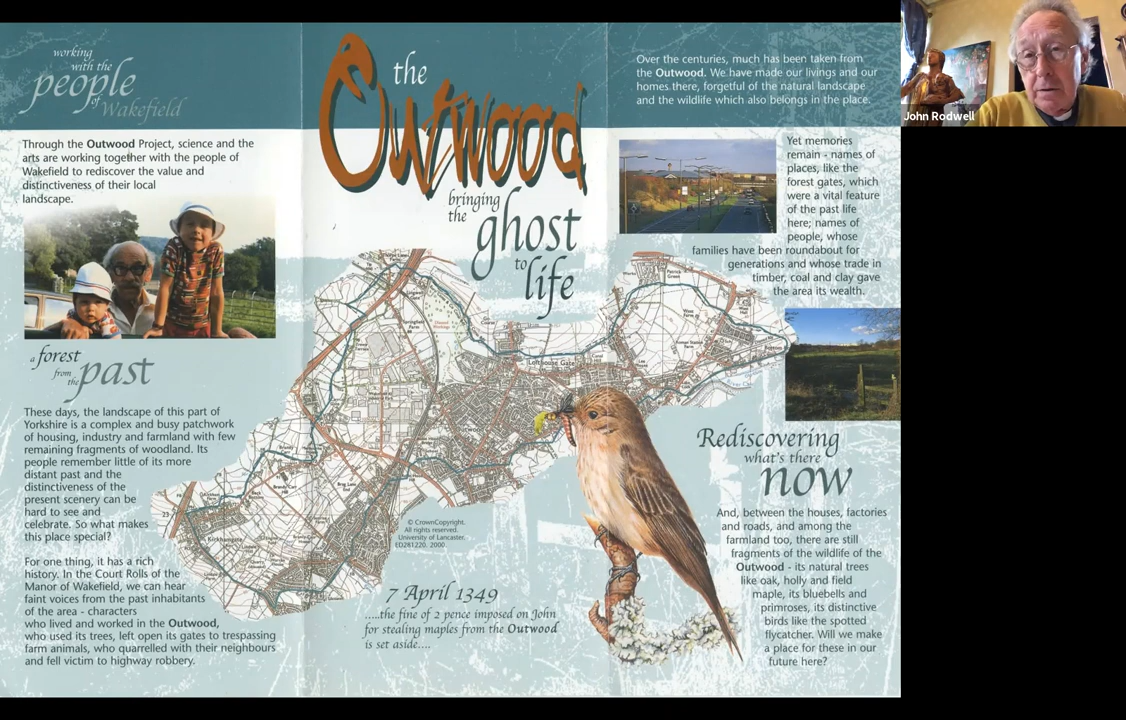 working
with the
people
of Wakefield
Through the Outwood Project, science and the
arts are working together with the people of
Wakefield to rediscover the value and
distinctiveness of their local
landscape.
a forest
from
the past
These days, the landscape of this part of
Yorkshire is a complex and busy patchwork
of housing, industry and farmland with few
remaining fragments of woodland. Its
people remember little of its more
distant past and the
distinctiveness of the
present scenery can be
hard to see and
celebrate. So what makes
this place special?
For one thing, it has a rich
history. In the Court Rolls of the
Manor of Wakefield, we can hear
faint voices from the past inhabitants
of the area - characters
who lived and worked in the Outwood,
who used its trees, left open its gates to trespassing
farm animals, who quarrelled with their neighbours
and fell victim to highway robbery.
the
Outwood
bringing
the
ghost
to
life
Lofthouse Gate
Kirkhamgate
© CrownCopyright.
All rights reserved.
University of Lancaster.
ED281220, 2000.
7 April 1349
.....the fine of 2 pence imposed on John
for stealing maples from the Outwood
is set aside....
Over the centuries, much has been taken from
the Outwood. We have made our livings and our
homes there, forgetful of the natural landscape
and the wildlife which also belongs in the place.
Yet memories
remain - names of
places, like the
forest gates, which
were a vital feature
of the past life
here; names of
people, whose
families have been roundabout for
generations and whose trade in
timber, coal and clay gave
the area its wealth.
Rediscovering
what's there
now
And, between the houses, factories
and roads, and among the
farmland too, there are still
fragments of the wildlife of the
Outwood - its natural trees
like oak, holly and field
maple, its bluebells and
primroses, its distinctive
birds like the spotted
flycatcher. Will we make
a place for these in our
future here?
John Rodwell